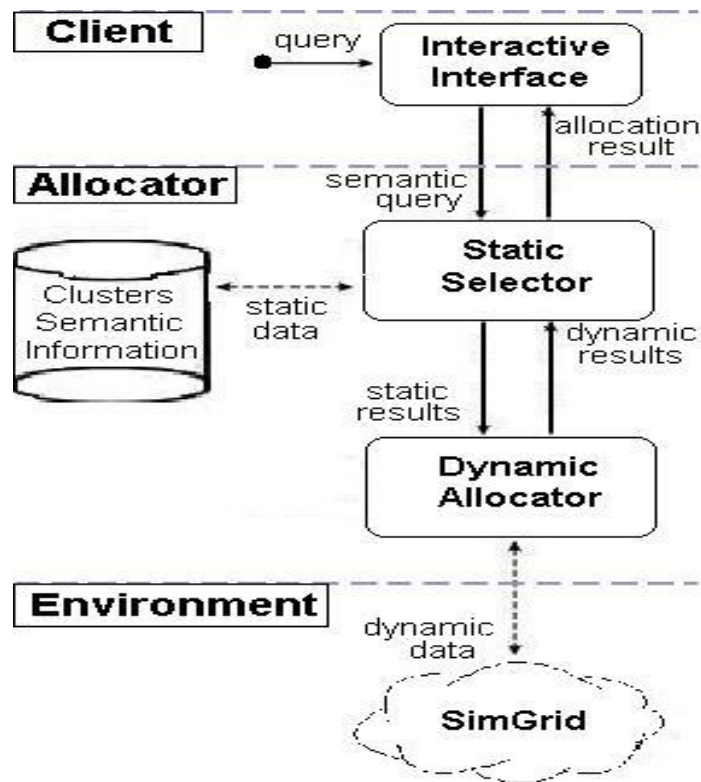 Client
query
Interactive
Interface
allocation
result
Allocator
semantic
query
Static
Selector
Clusters
Semantic
Information
static
data
dynamic
results
static
results
Dynamic
Allocator
Environment
dynamic
data
SimGrid